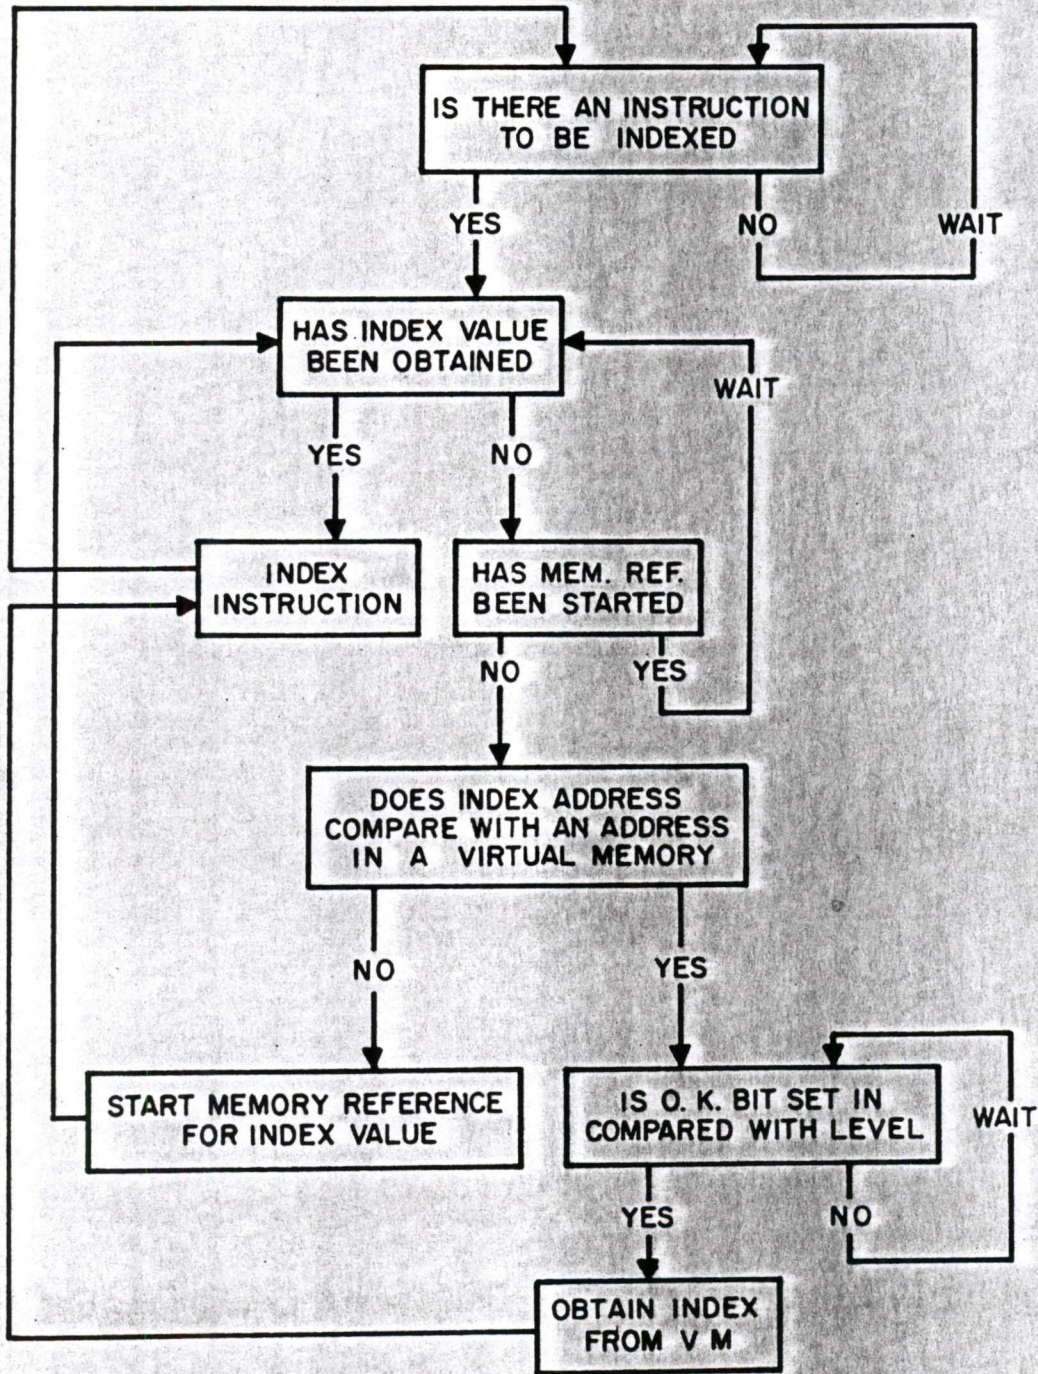 IS THERE AN INSTRUCTION
TO BE INDEXED
YES
NO
WAIT
HAS INDEX VALUE
BEEN OBTAINED
WAIT
YES
NO
INDEX
INSTRUCTION
HAS MEM. REF.
BEEN STARTED
NO
YES
DOES INDEX ADDRESS
COMPARE WITH AN ADDRESS
IN A VIRTUAL MEMORY
NO
YES
START MEMORY REFERENCE
FOR INDEX VALUE
IS O. K. BIT SET IN
COMPARED WITH LEVEL
WAIT
YES
NO
OBTAIN INDEX
FROM V M